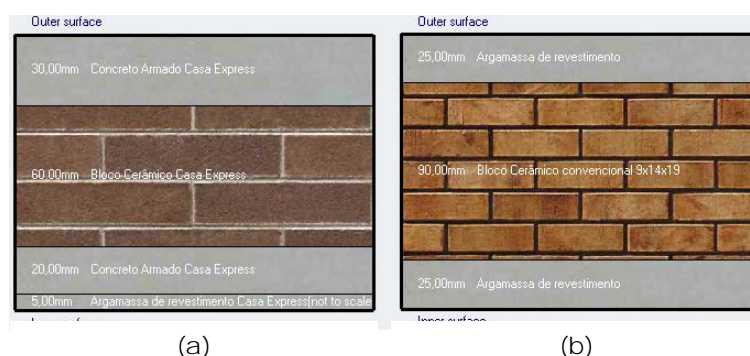 Outer surface
30,00mm Concreto Armado Casa Express
60,00mm Bloco Cerâmico Casa Express
20,00mm Concreto Armado Casa Express
5,00mm Argamassa de revestimento Casa Express(not to scale
(a)
Outer surface
25,00mm Argamassa de revestimento
90,00mm Bloco Cerâmico convencional 9x14x19
25,00mm Argamassa de revestimento
Inner surface
(b)